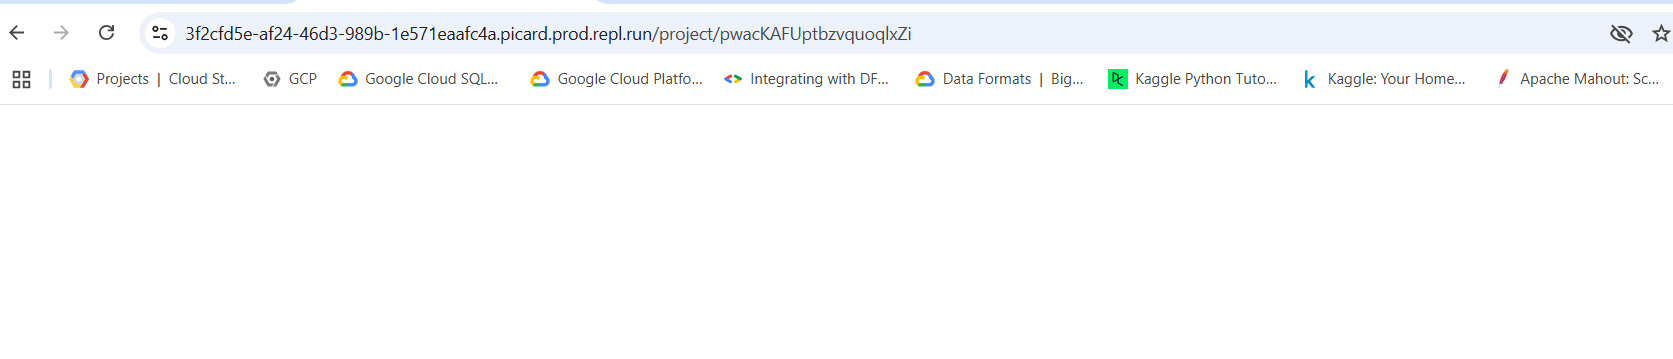 3f2cfd5e-af24-46d3-989b-1e571eaafc4a.picard.prod.repl.run/project/pwacKAFUptbzvquoqlxZi
Projects | Cloud St... GCP Google Cloud SQL... Google Cloud Platfo... Integrating with DF... Data Formats | Big... Kaggle Python Tuto... Kaggle: Your Home... Apache Mahout: Sc...